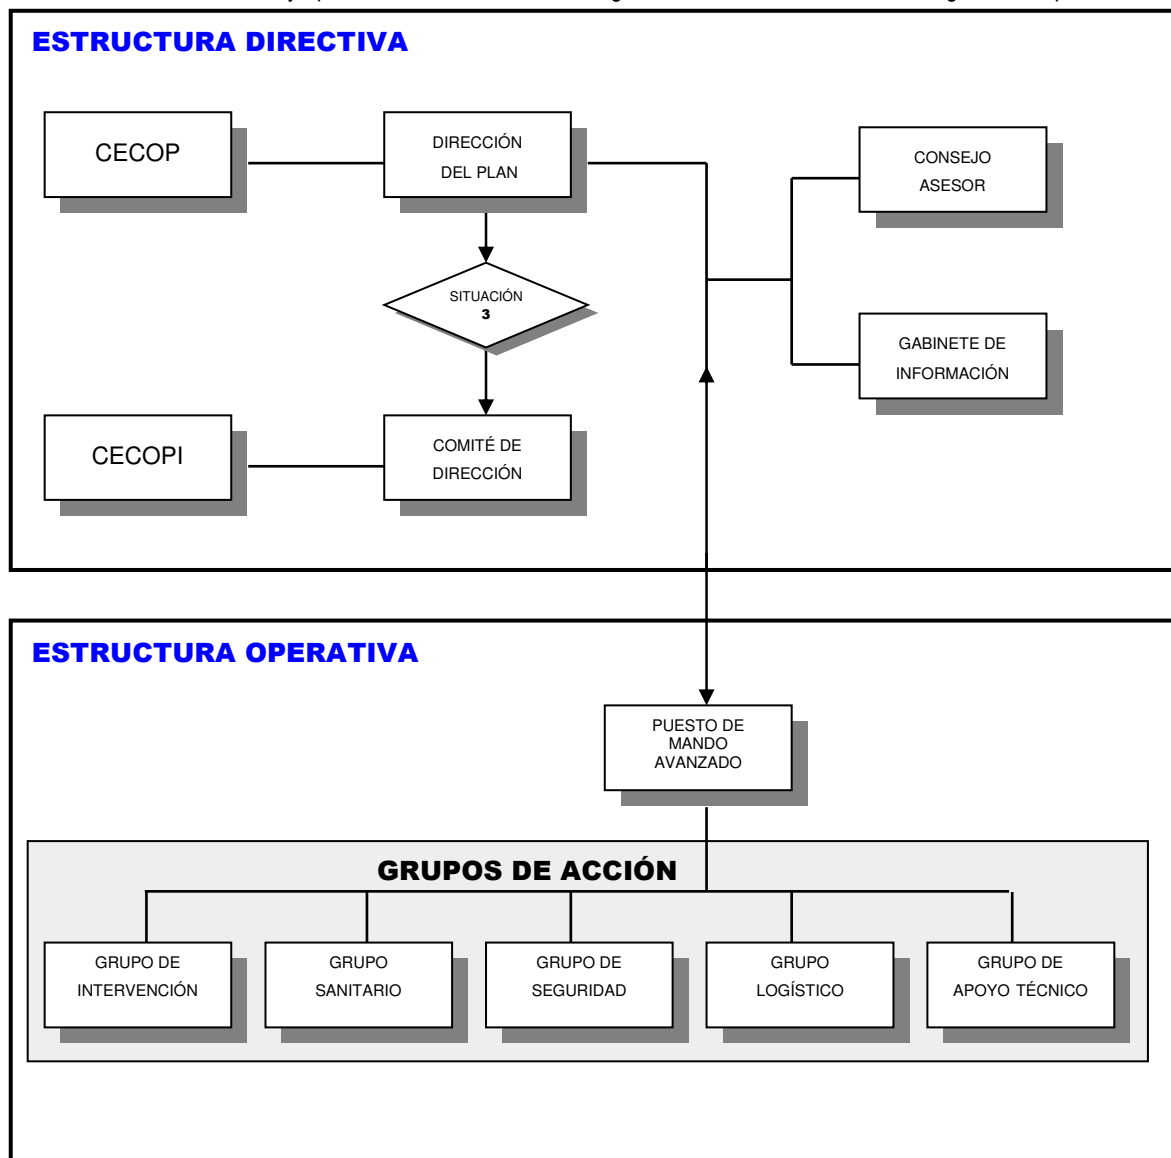 ESTRUCTURA DIRECTIVA
CECOP
DIRECCIÓN
DEL PLAN
CONSEJO
ASESOR
SITUACIÓN
3
GABINETE DE
INFORMACIÓN
CECOPI
COMITÉ DE
DIRECCIÓN
ESTRUCTURA OPERATIVA
PUESTO DE
MANDO
AVANZADO
GRUPOS DE ACCIÓN
GRUPO DE
INTERVENCIÓN
GRUPO
SANITARIO
GRUPO DE
SEGURIDAD
GRUPO
LOGÍSTICO
GRUPO DE
APOYO TÉCNICO